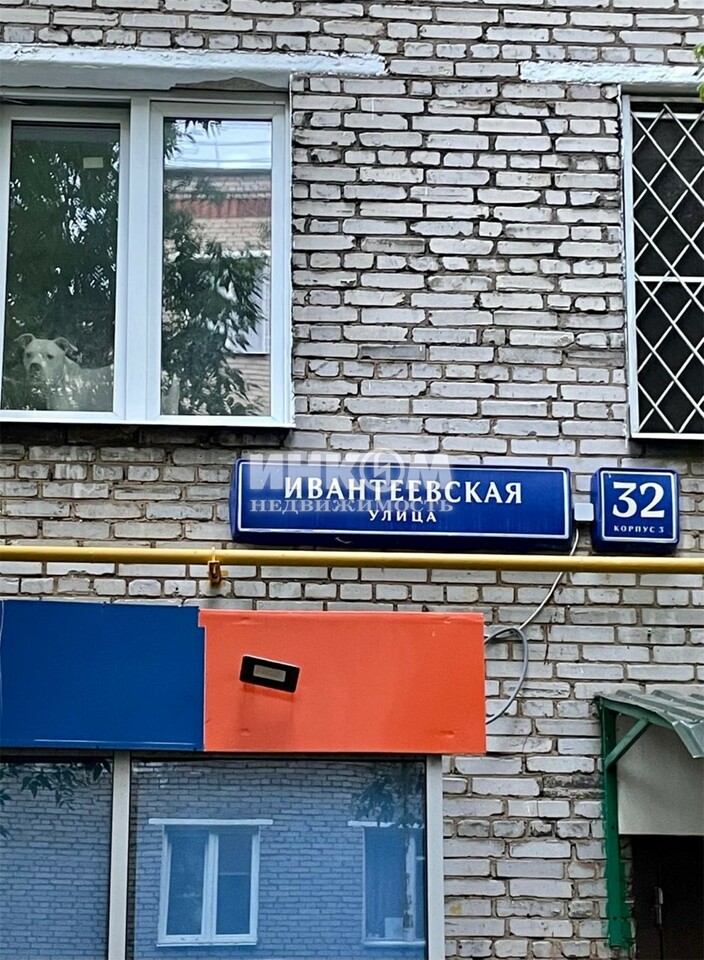 ИНКОМ
НЕДВИЖИМОСТЬ
ИВАНТЕЕВСКАЯ
УЛИЦА
32
КОРПУС 3